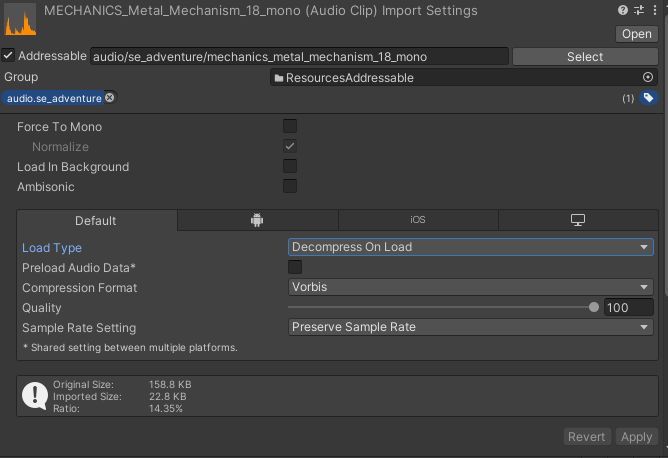 MECHANICS_Metal_Mechanism_18_mono (Audio Clip) Import Settings
Open
Addressable audio/se_adventure/mechanics_metal_mechanism_18_mono Select
Group ResourcesAddressable
audio.se_adventure (1)
Force To Mono
Normalize
Load In Background
Ambisonic
Default iOS
Load Type Decompress On Load
Preload Audio Data*
Compression Format Vorbis
Quality 100
Sample Rate Setting Preserve Sample Rate
* Shared setting between multiple platforms.
Original Size: 158.8 KB
Imported Size: 22.8 KB
Ratio: 14.35%
Revert Apply